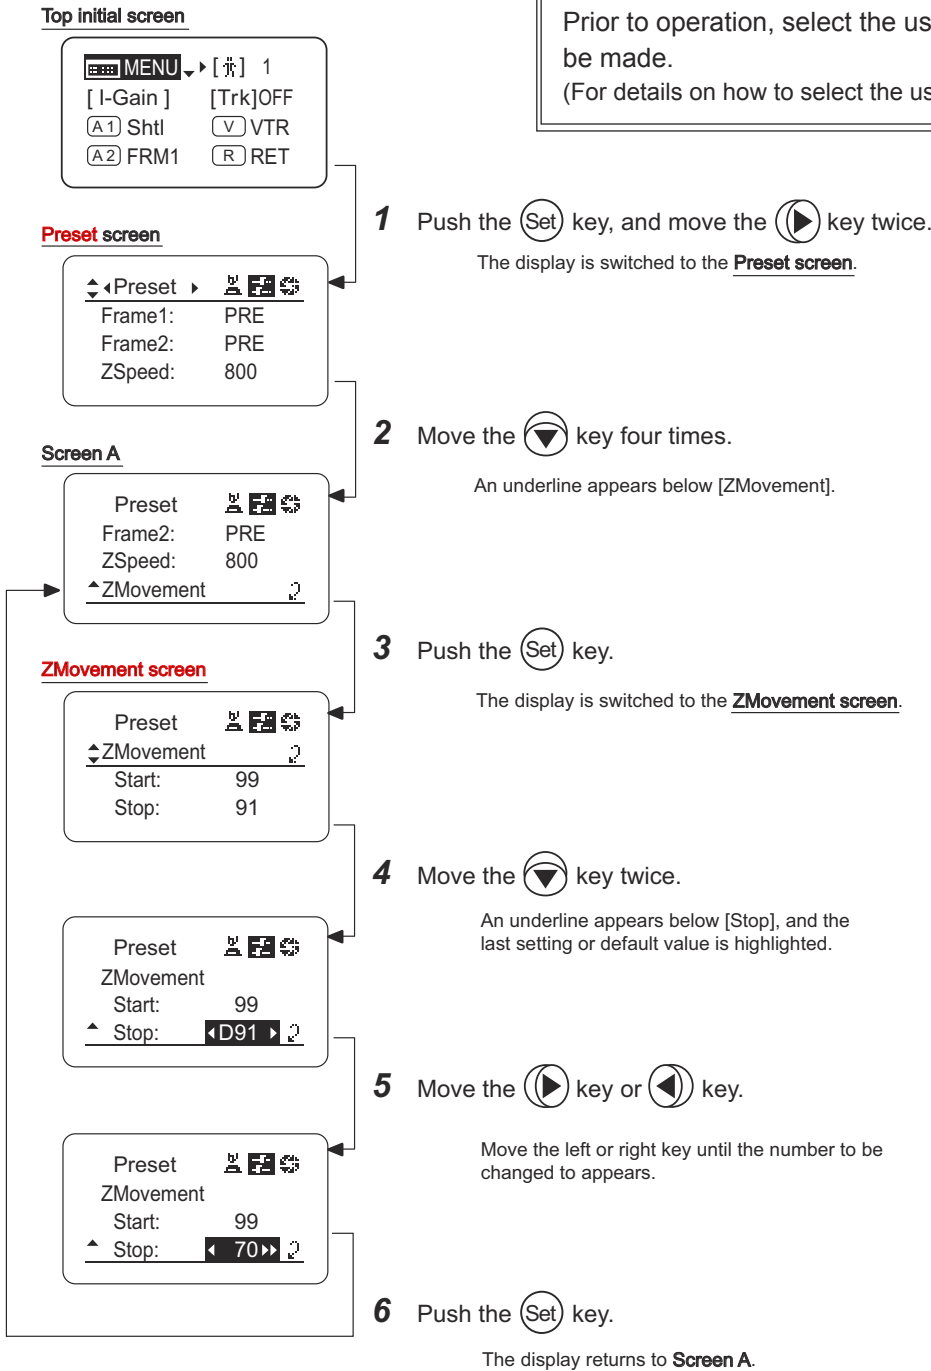 Top initial screen
Prior to operation, select the us
be made.
(For details on how to select the us
MENU [ ] 1
[ I-Gain ] [Trk]OFF
A1 Shtl V VTR
A2 FRM1 R RET
1 Push the Set key, and move the key twice.
The display is switched to the Preset screen.
Preset screen
Preset
Frame1: PRE
Frame2: PRE
ZSpeed: 800
2 Move the key four times.
An underline appears below [ZMovement].
Screen A
Preset
Frame2: PRE
ZSpeed: 800
ZMovement
3 Push the Set key.
The display is switched to the ZMovement screen.
ZMovement screen
Preset
ZMovement
Start: 99
Stop: 91
4 Move the key twice.
An underline appears below [Stop], and the
last setting or default value is highlighted.
Preset
ZMovement
Start: 99
Stop: D91
5 Move the key or key.
Move the left or right key until the number to be
changed to appears.
Preset
ZMovement
Start: 99
Stop: 70
6 Push the Set key.
The display returns to Screen A.